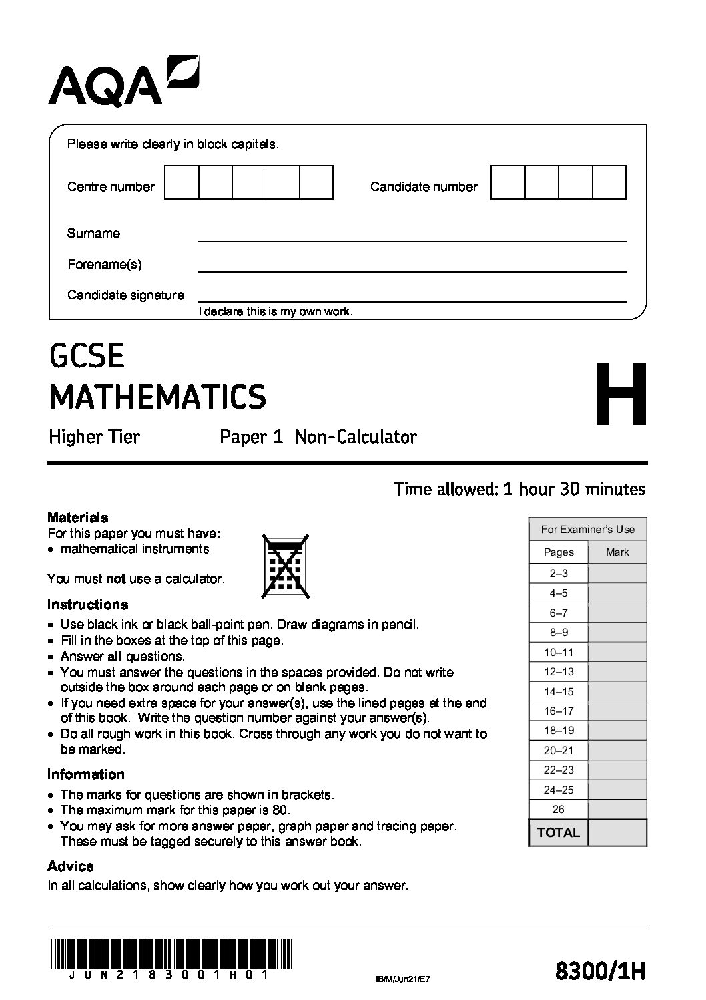 AQA
Please write clearly in block capitals.
Centre number
Candidate number
Surname
Forename(s)
Candidate signature
I declare this is my own work.
GCSE
MATHEMATICS
H
Higher Tier Paper 1 Non-Calculator
Time allowed: 1 hour 30 minutes
Materials
For this paper you must have:
• mathematical instruments
You must not use a calculator.
Instructions
• Use black ink or black ball-point pen. Draw diagrams in pencil.
• Fill in the boxes at the top of this page.
• Answer all questions.
• You must answer the questions in the spaces provided. Do not write
outside the box around each page or on blank pages.
• If you need extra space for your answer(s), use the lined pages at the end
of this book. Write the question number against your answer(s).
• Do all rough work in this book. Cross through any work you do not want to
be marked.
Information
• The marks for questions are shown in brackets.
• The maximum mark for this paper is 80.
• You may ask for more answer paper, graph paper and tracing paper.
These must be tagged securely to this answer book.
Advice
In all calculations, show clearly how you work out your answer.
For Examiner's Use
Pages Mark
2–3
4–5
6–7
8–9
10–11
12–13
14–15
16–17
18–19
20–21
22–23
24–25
26
TOTAL
JUN2183001H01
IB/M/Jun21/E7
8300/1H